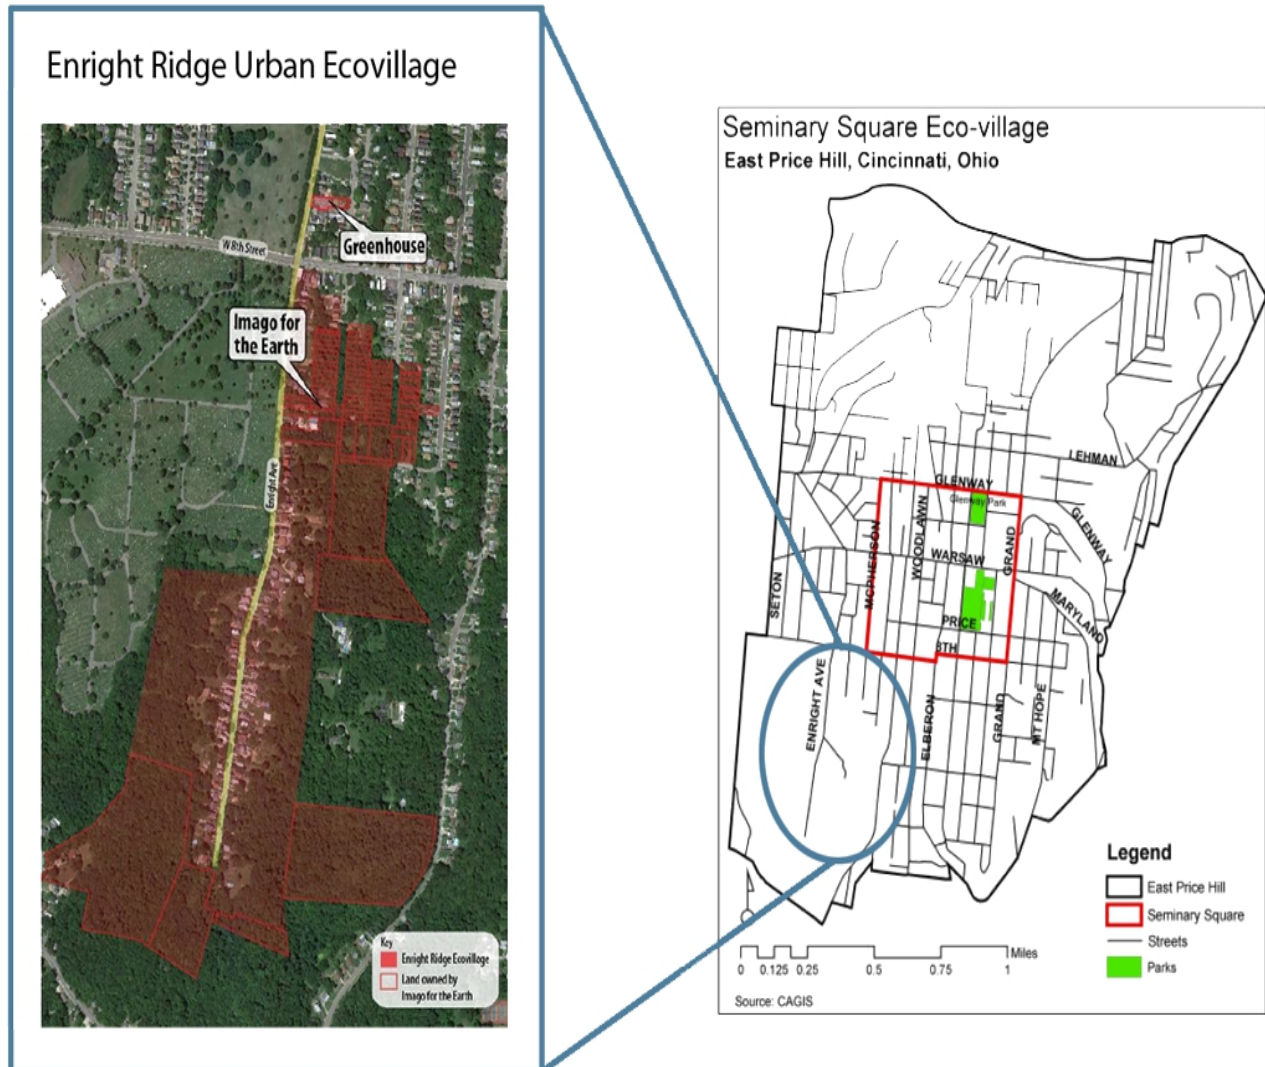 Enright Ridge Urban Ecovillage
W 8th Street
Greenhouse
Imago for
the Earth
Enright Ave
Key
Enright Ridge Ecovillage
Land owned by
Imago for the Earth
Seminary Square Eco-village
East Price Hill, Cincinnati, Ohio
LEHMAN
GLENWAY
Glenway Park
GLENWAY
MCPHERSON
WOODLAWN
GRAND
WARSAW
SETON
MARYLAND
PRICE
8TH
ENRIGHT AVE
ELBERON
GRAND
MT HOPE
Legend
East Price Hill
Seminary Square
Streets
Parks
Miles
0 0.125 0.25 0.5 0.75 1
Source: CAGIS